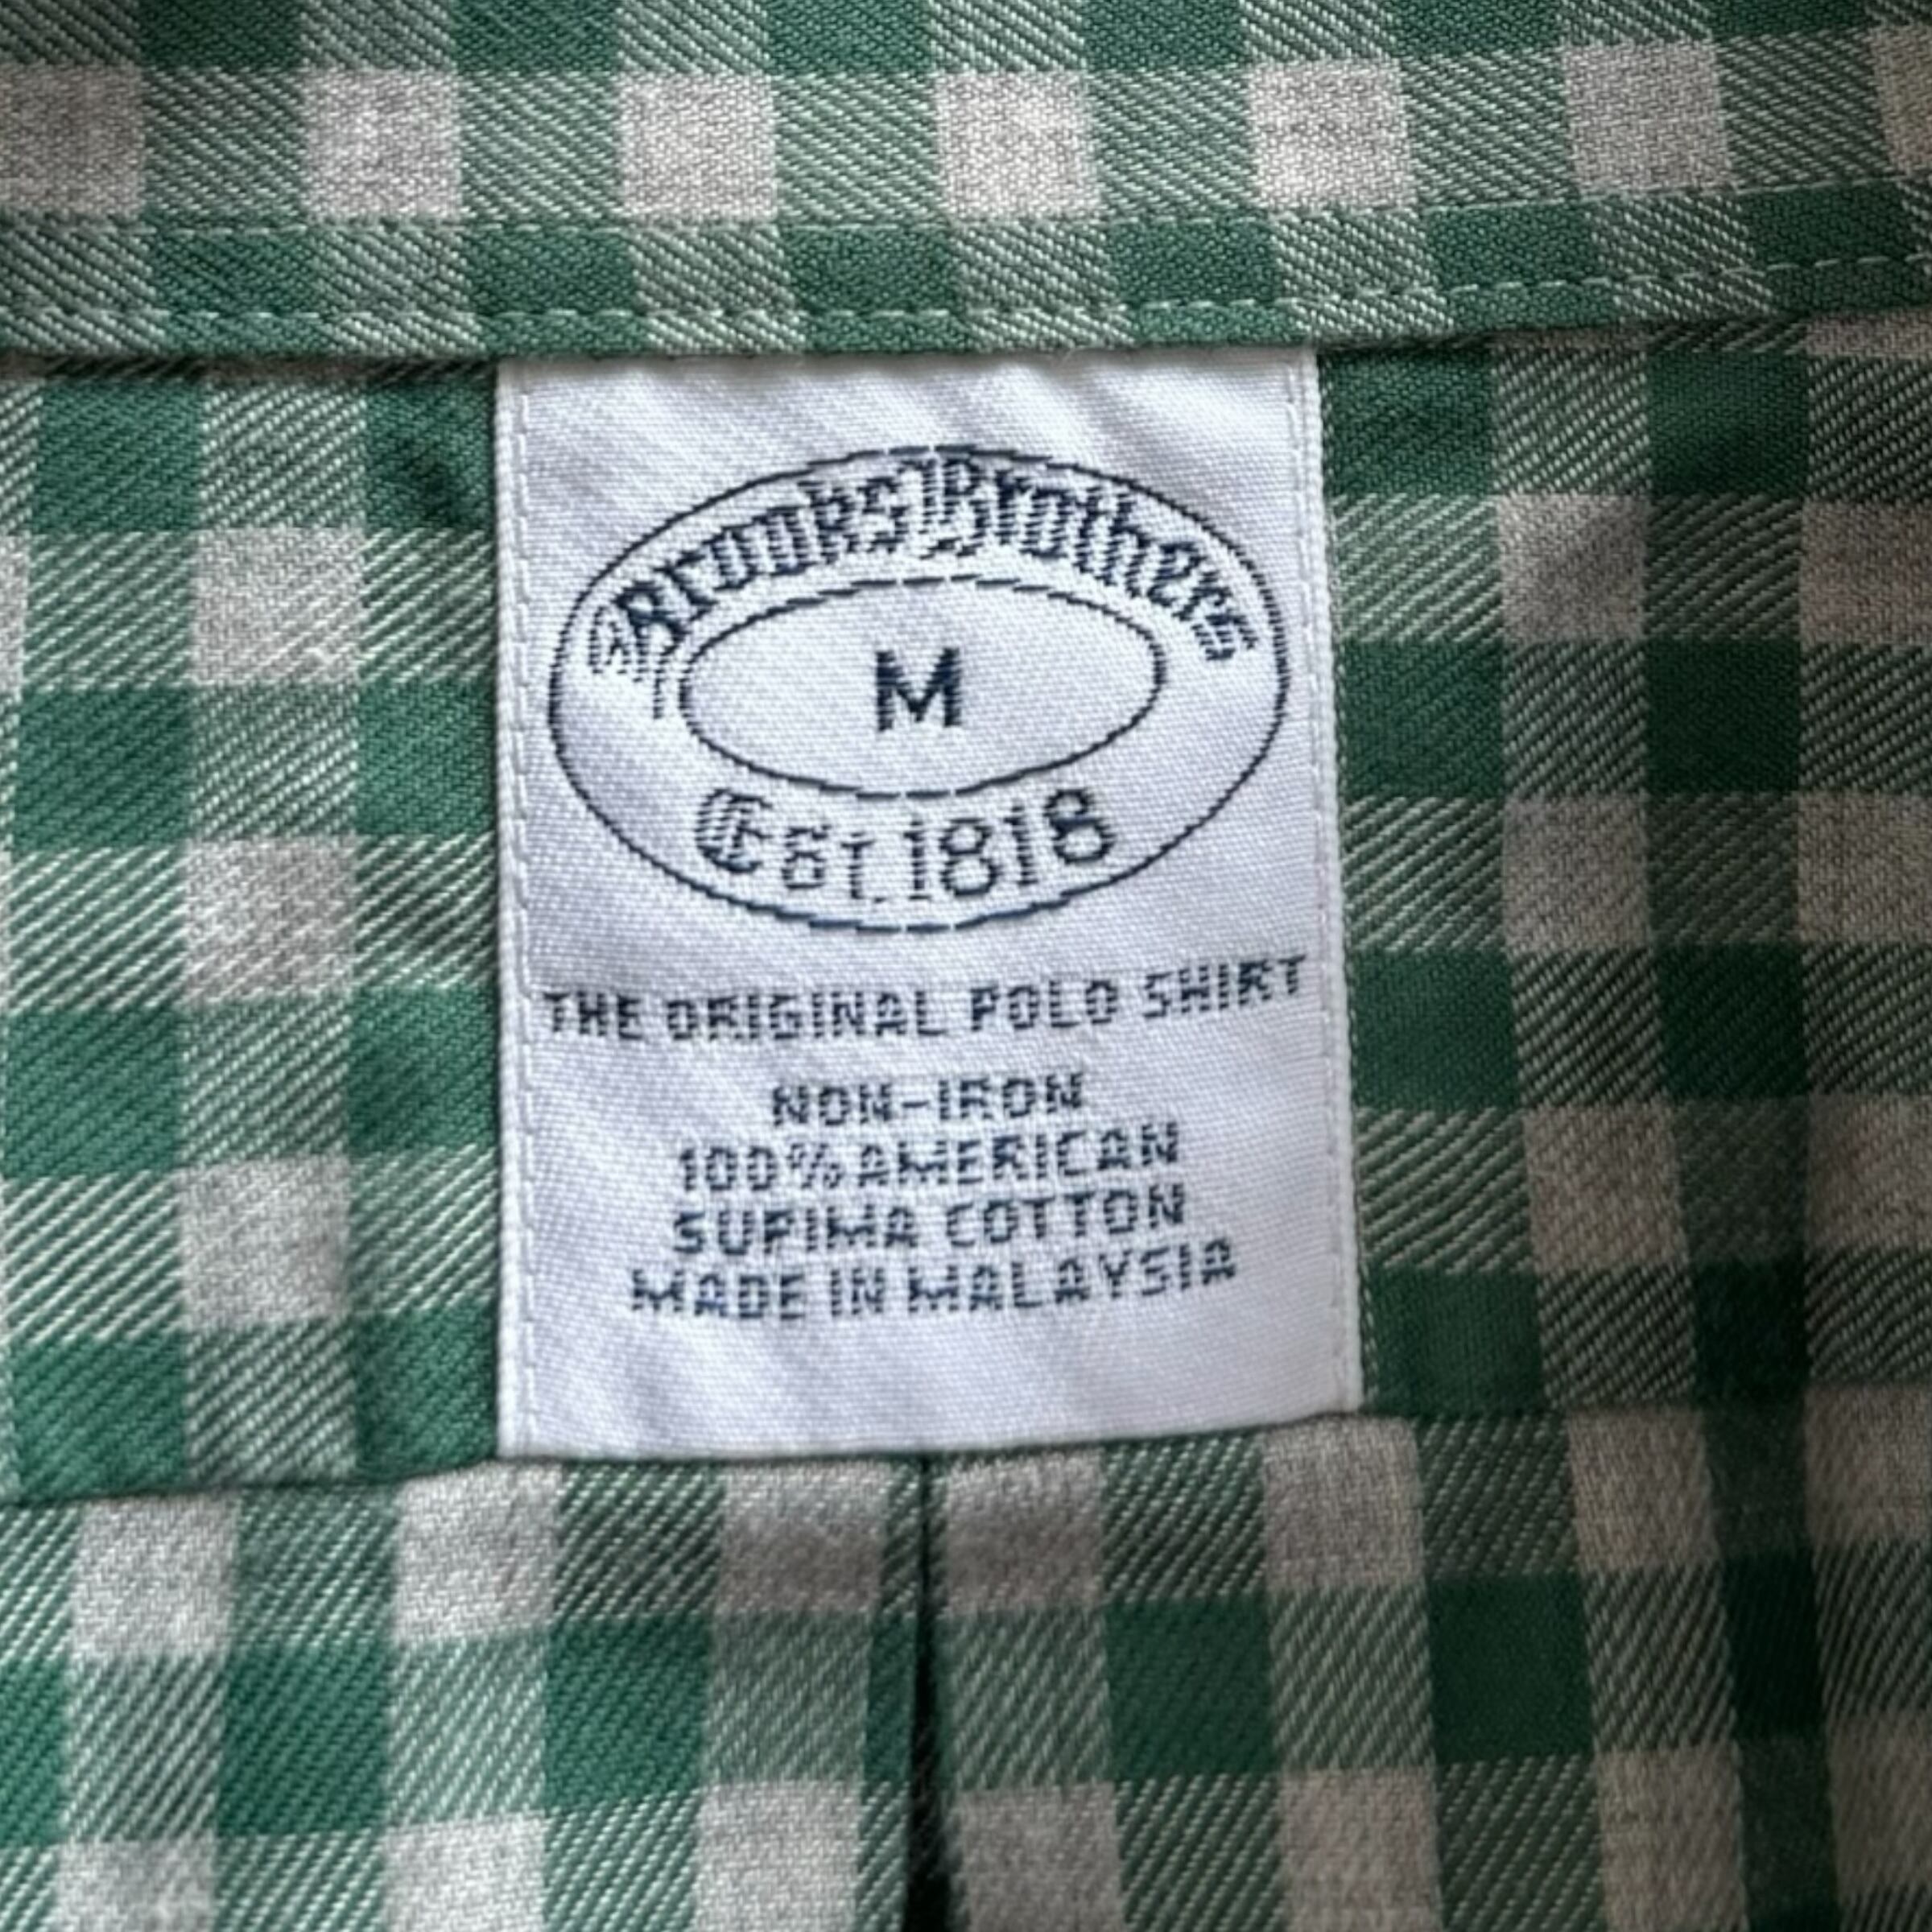 Brooks Brothers
M
Est. 1818
THE ORIGINAL POLO SHIRT
NON-IRON
100% AMERICAN
SUPIMA COTTON
MADE IN MALAYSIA